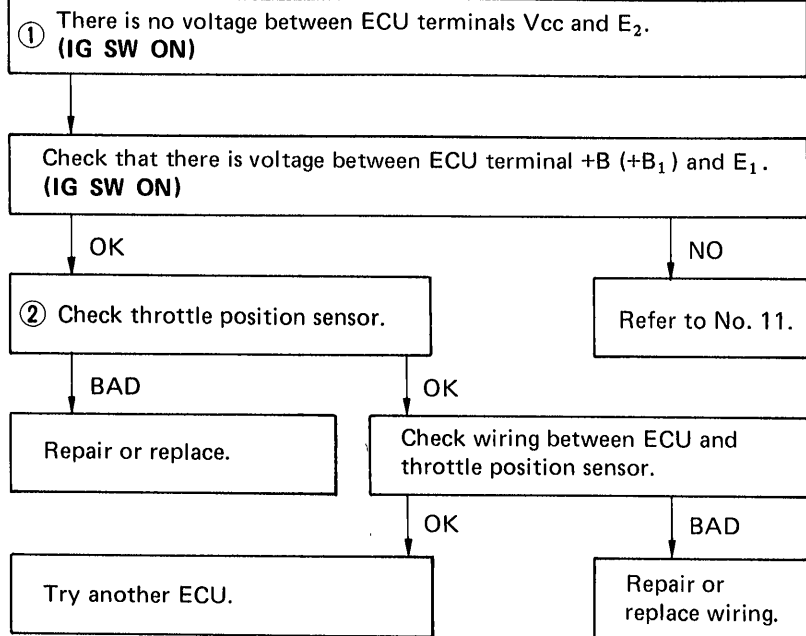 ① There is no voltage between ECU terminals Vcc and E₂.
(IG SW ON)
Check that there is voltage between ECU terminal +B (+B₁) and E₁.
(IG SW ON)
OK
NO
② Check throttle position sensor.
Refer to No. 11.
BAD
OK
Repair or replace.
Check wiring between ECU and
throttle position sensor.
OK
BAD
Try another ECU.
Repair or
replace wiring.